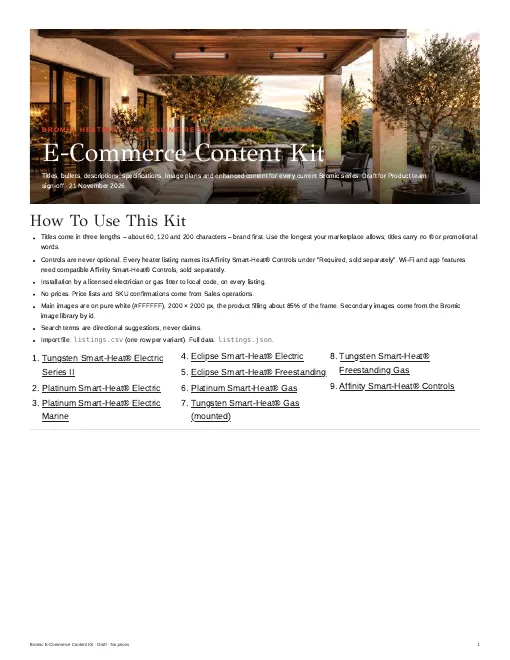 BROMIC HEATING
E-Commerce Content Kit
Titles, bullets, descriptions, specifications, image plans and enhanced content for every current Bromic series. Draft for Product team
sign-off · 21 November 2026.
How To Use This Kit
• Titles come in three lengths – about 60, 120 and 200 characters – brand first. Use the longest your marketplace allows; titles carry no ® or promotional
words.
• Controls are never optional. Every heater listing names its Affinity Smart-Heat® Controls under "Required, sold separately". Wi-Fi and app features
need compatible Affinity Smart-Heat® Controls, sold separately.
• Installation by a licensed electrician or gas fitter to local code, on every listing.
• No prices. Price lists and SKU confirmations come from Sales operations.
• Main images are on pure white (#FFFFFF), 2000 × 2000 px, the product filling about 85% of the frame. Secondary images come from the Bromic
image library by id.
• Search terms are directional suggestions, never claims.
• Import file: listings.csv (one row per variant). Full data: listings.json.
1. Tungsten Smart-Heat® Electric
Series II
2. Platinum Smart-Heat® Electric
3. Platinum Smart-Heat® Electric
Marine
4. Eclipse Smart-Heat® Electric
5. Eclipse Smart-Heat® Freestanding
6. Platinum Smart-Heat® Gas
7. Tungsten Smart-Heat® Gas
(mounted)
8. Tungsten Smart-Heat®
Freestanding Gas
9. Affinity Smart-Heat® Controls
Bromic E-Commerce Content Kit · Draft · No prices
1